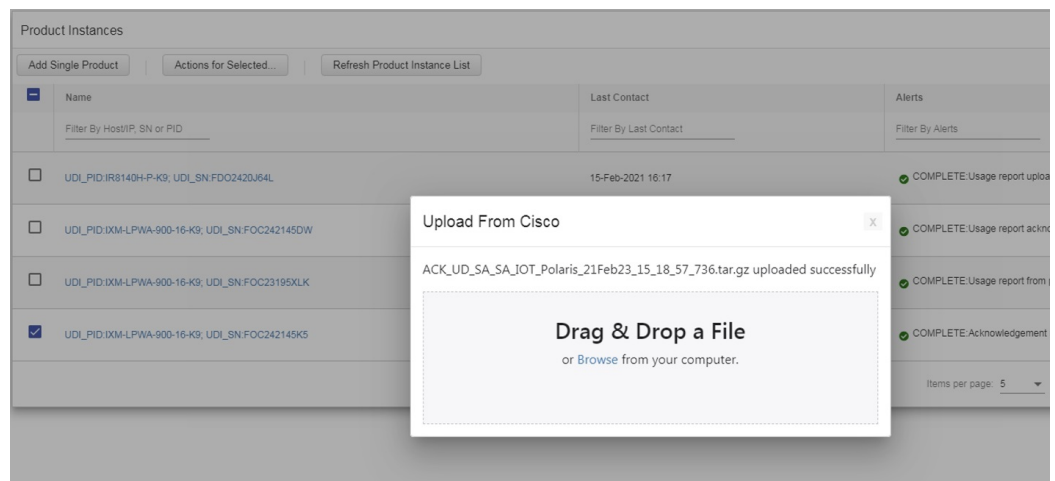 Product Instances
Add Single Product
Actions for Selected...
Refresh Product Instance List
Name
Last Contact
Alerts
Filter By Host/IP, SN or PID
Filter By Last Contact
Filter By Alerts
UDI_PID:IR8140H-P-K9; UDI_SN:FDO2420J64L
15-Feb-2021 16:17
COMPLETE:Usage report uploa
Upload From Cisco
X
UDI_PID:IXM-LPWA-900-16-K9; UDI_SN:FOC242145DW
COMPLETE:Usage report ackno
ACK_UD_SA_SA_IOT_Polaris_21Feb23_15_18_57_736.tar.gz uploaded successfully
UDI_PID:IXM-LPWA-900-16-K9; UDI_SN:FOC23195XLK
COMPLETE:Usage report from p
Drag & Drop a File
or Browse from your computer.
UDI_PID:IXM-LPWA-900-16-K9; UDI_SN:FOC242145K5
COMPLETE:Acknowledgement
Items per page: 5